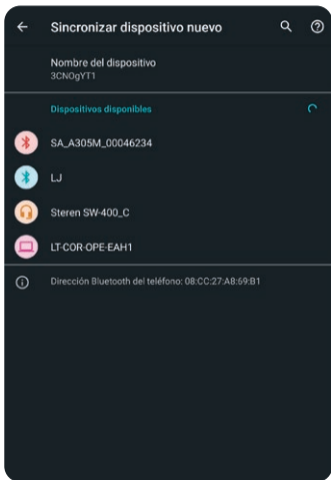 Sincronizar dispositivo nuevo
Nombre del dispositivo
3CNOgYT1
Dispositivos disponibles
SA_A305M_00046234
LJ
Steren SW-400_C
LT-COR-OPE-EAH1
Dirección Bluetooth del teléfono: 08:CC:27:A8:69:B1